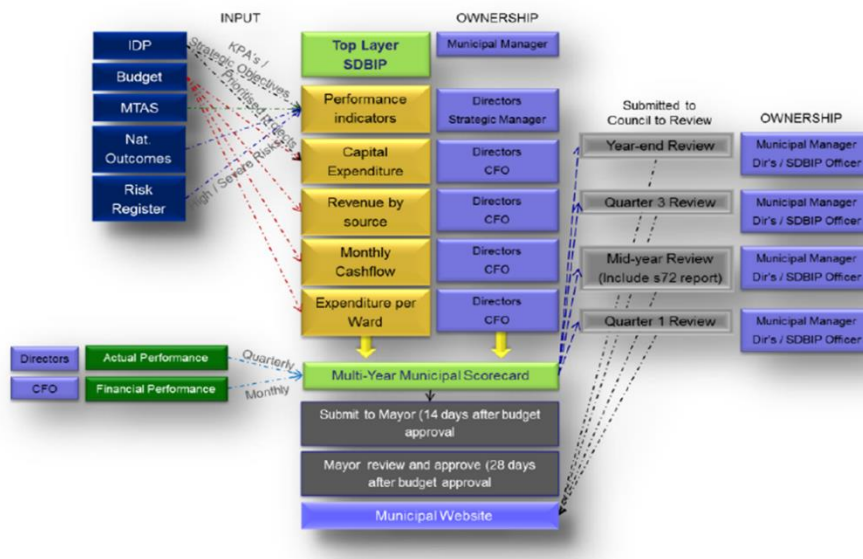 INPUT
OWNERSHIP
IDP
Budget
MTAS
Nat.
Outcomes
Risk
Register
KPA's /
Strategic Objectives
Prioritised projects
High / Severe Risks
Top Layer
SDBIP
Municipal Manager
Performance
indicators
Directors
Strategic Manager
Capital
Expenditure
Directors
CFO
Revenue by
source
Directors
CFO
Monthly
Cashflow
Directors
CFO
Expenditure per
Ward
Directors
CFO
Submitted to
Council to Review
OWNERSHIP
Year-end Review
Municipal Manager
Dir's / SDBIP Officer
Quarter 3 Review
Municipal Manager
Dir's / SDBIP Officer
Mid-year Review
(Include s72 report)
Municipal Manager
Dir's / SDBIP Officer
Quarter 1 Review
Municipal Manager
Dir's / SDBIP Officer
Directors
Actual Performance
Quarterly
CFO
Financial Performance
Monthly
Multi-Year Municipal Scorecard
Submit to Mayor (14 days after budget
approval
Mayor review and approve (28 days
after budget approval
Municipal Website